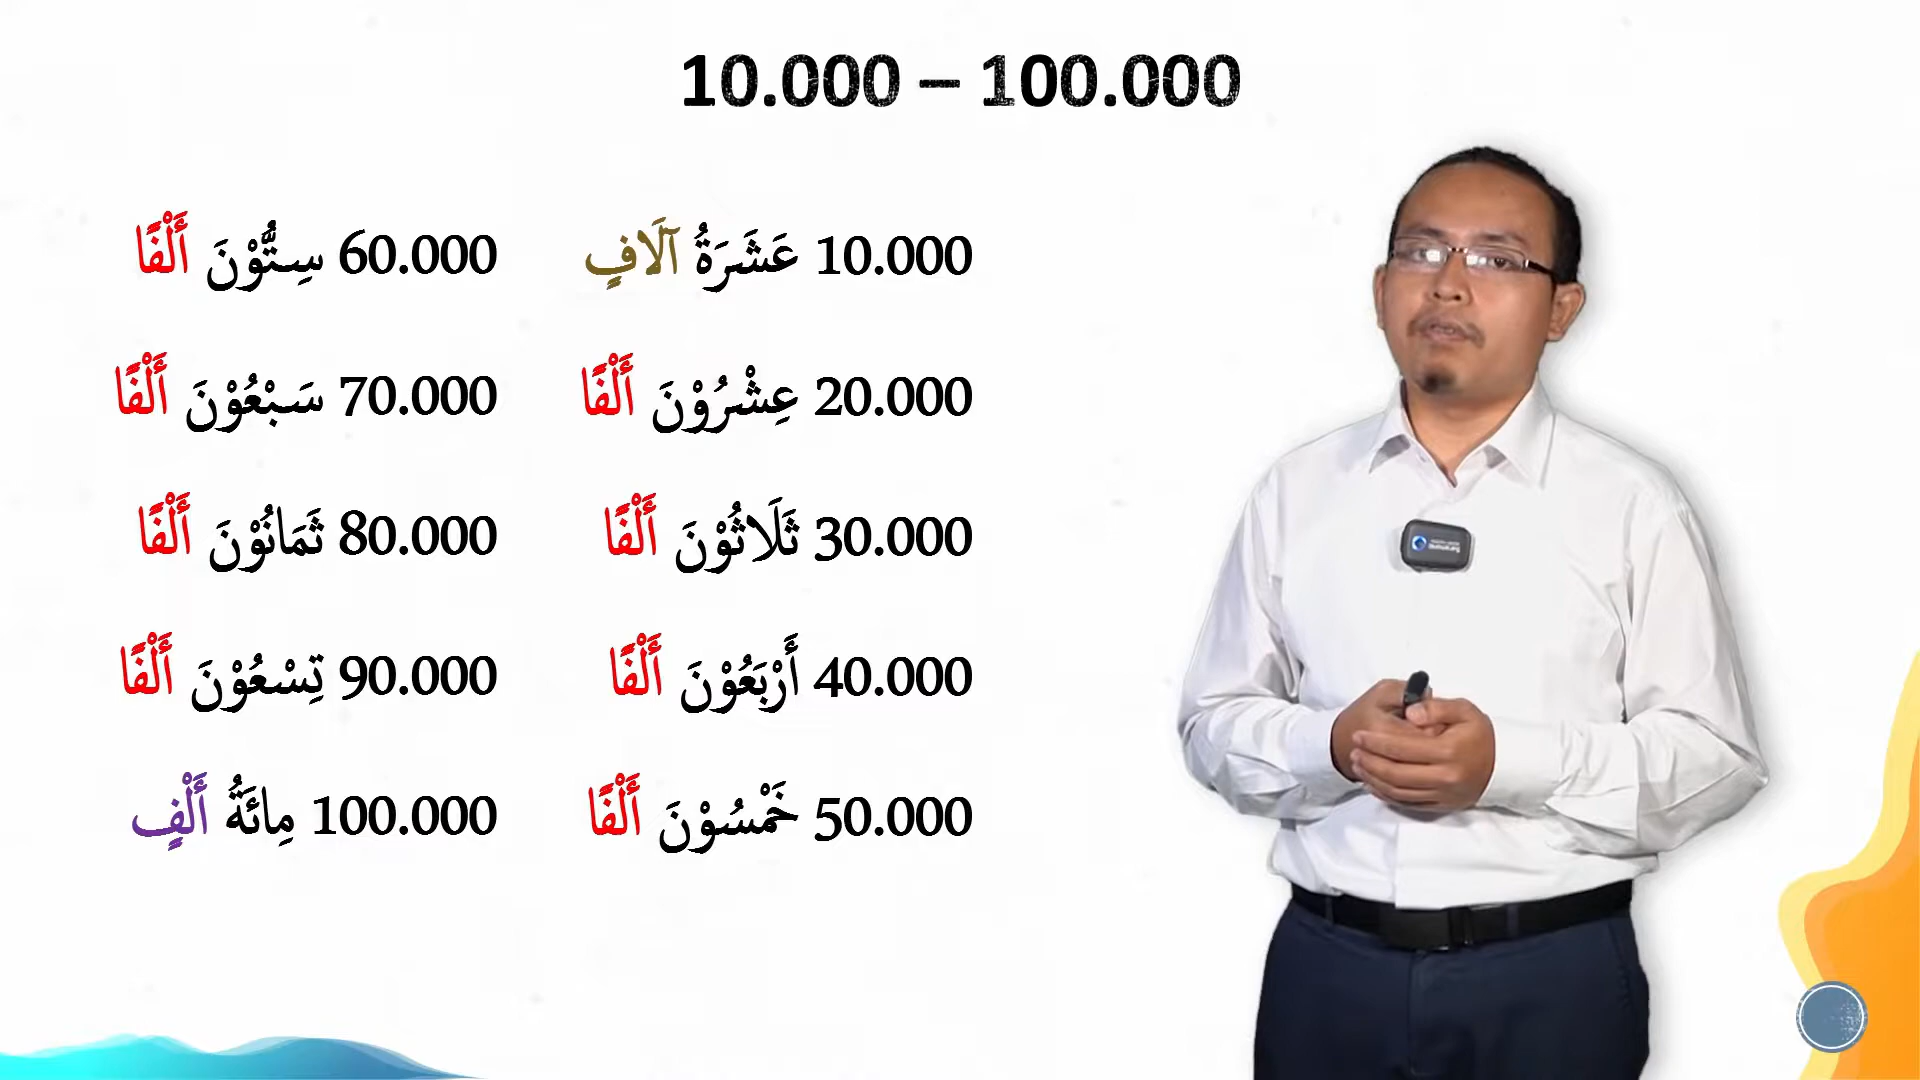 10.000 – 100.000
10.000 عَشَرَةُ آلَافٍ
20.000 عِشْرُوْنَ أَلْفًا
30.000 ثَلَاثُوْنَ أَلْفًا
40.000 أَرْبَعُوْنَ أَلْفًا
50.000 خَمْسُوْنَ أَلْفًا
60.000 سِتُّوْنَ أَلْفًا
70.000 سَبْعُوْنَ أَلْفًا
80.000 ثَمَانُوْنَ أَلْفًا
90.000 تِسْعُوْنَ أَلْفًا
100.000 مِائَةُ أَلْفٍ